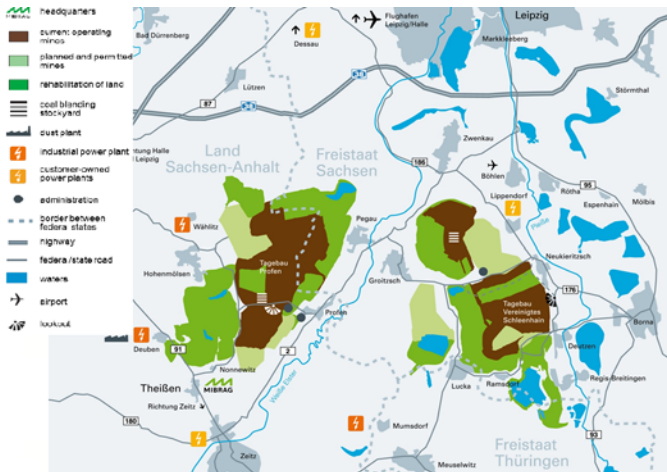 headquarters
MIBRAG
current operating
mines
planned and permitted
mines
rehabilitation of land
coal blending
stockyard
dust plant
industrial power plant
customer-owned
power plants
administration
border between
federal states
highway
federal/state road
waters
airport
lookout
Bad Dürrenberg
Dessau
Flughafen
Leipzig/Halle
Leipzig
Markkleeberg
Störmthal
Lützen
87
Zwenkau
186
Land
Sachsen-Anhalt
Freistaat
Sachsen
Böhlen
Lippendorf
Rötha
95
Espenhain
Mölbis
Pleiße
Wählitz
Pegau
Neukieritzsch
Hohenmölsen
Tagebau
Profen
Groitzsch
176
Tagebau
Vereinigtes
Schleenhain
Borna
Profen
Deuben
91
2
Deutzen
Nonnewitz
Weiße Elster
Regis-Breitingen
Theißen
MIBRAG
Lucka
Ramsdorf
Richtung Zeitz
180
Mumsdorf
93
Zeitz
Meuselwitz
Freistaat
Thüringen